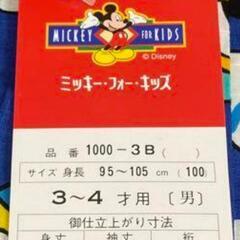 MICKEY FOR KIDS
© Disney
ミッキー・フォー・キッズ
品番 1000-3B( )
サイズ 身長 95~105 cm (100)
3~4 才用 〔男〕
御仕立上がり寸法
身丈 袖丈 裄